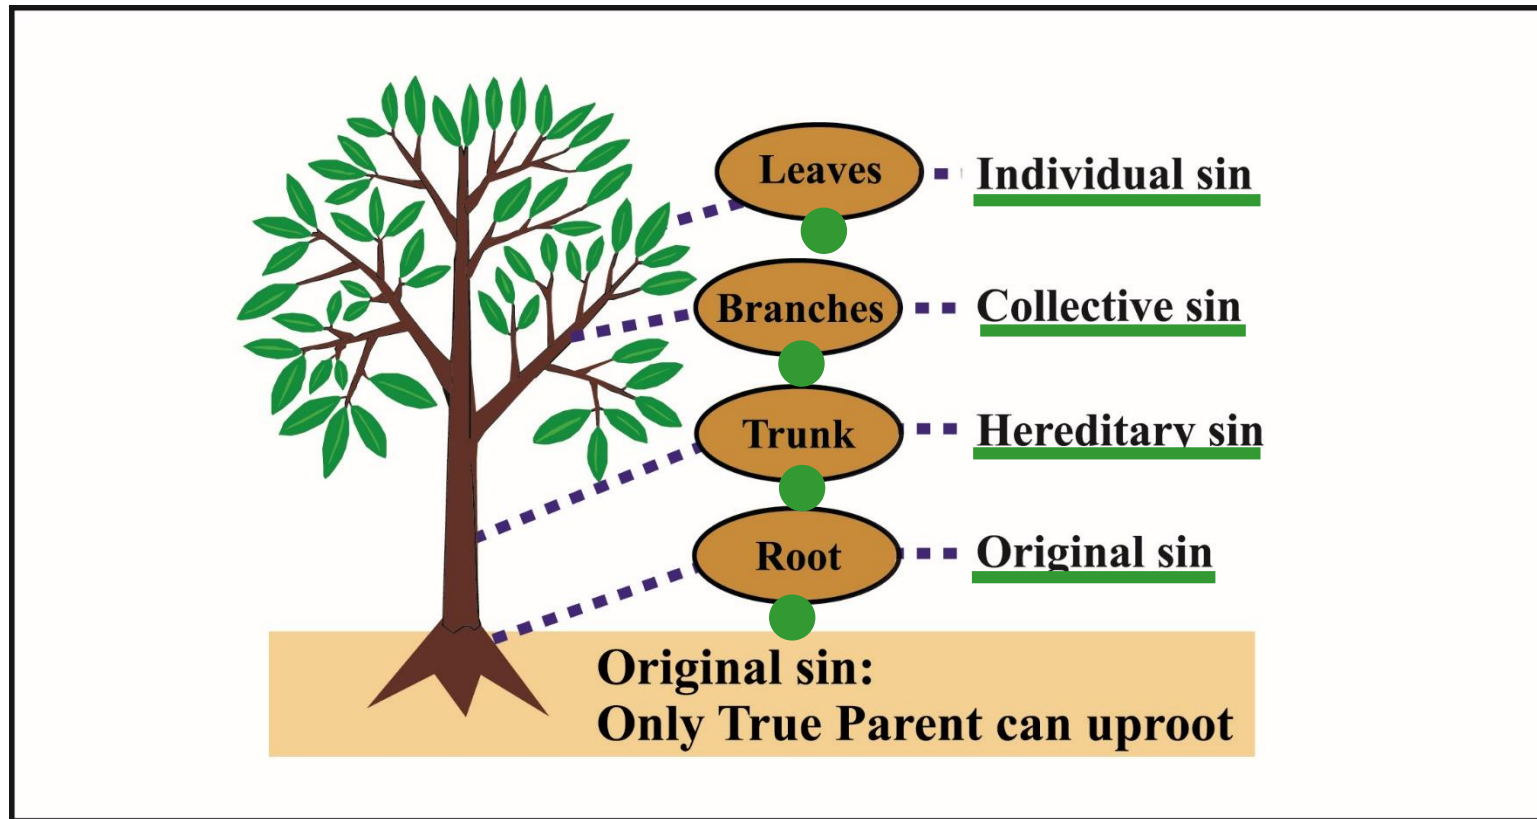 Leaves
Individual sin
Branches
Collective sin
Trunk
Hereditary sin
Root
Original sin
Original sin:
Only True Parent can uproot